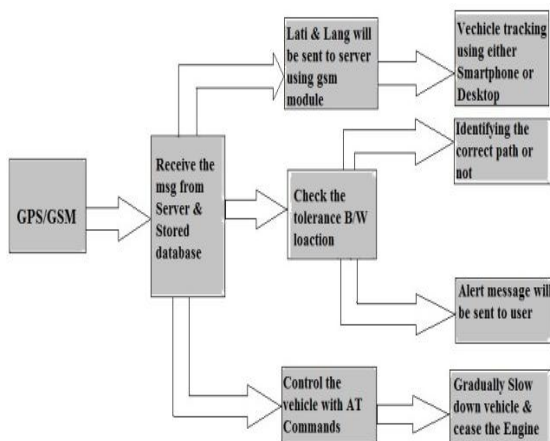 GPS/GSM
Receive the
msg from
Server &
Stored
database
Lati & Lang will
be sent to server
using gsm
module
Vechicle tracking
using either
Smartphone or
Desktop
Check the
tolerance B/W
loaction
Identifying the
correct path or
not
Alert message will
be sent to user
Control the
vehicle with AT
Commands
Gradually Slow
down vehicle &
cease the Engine